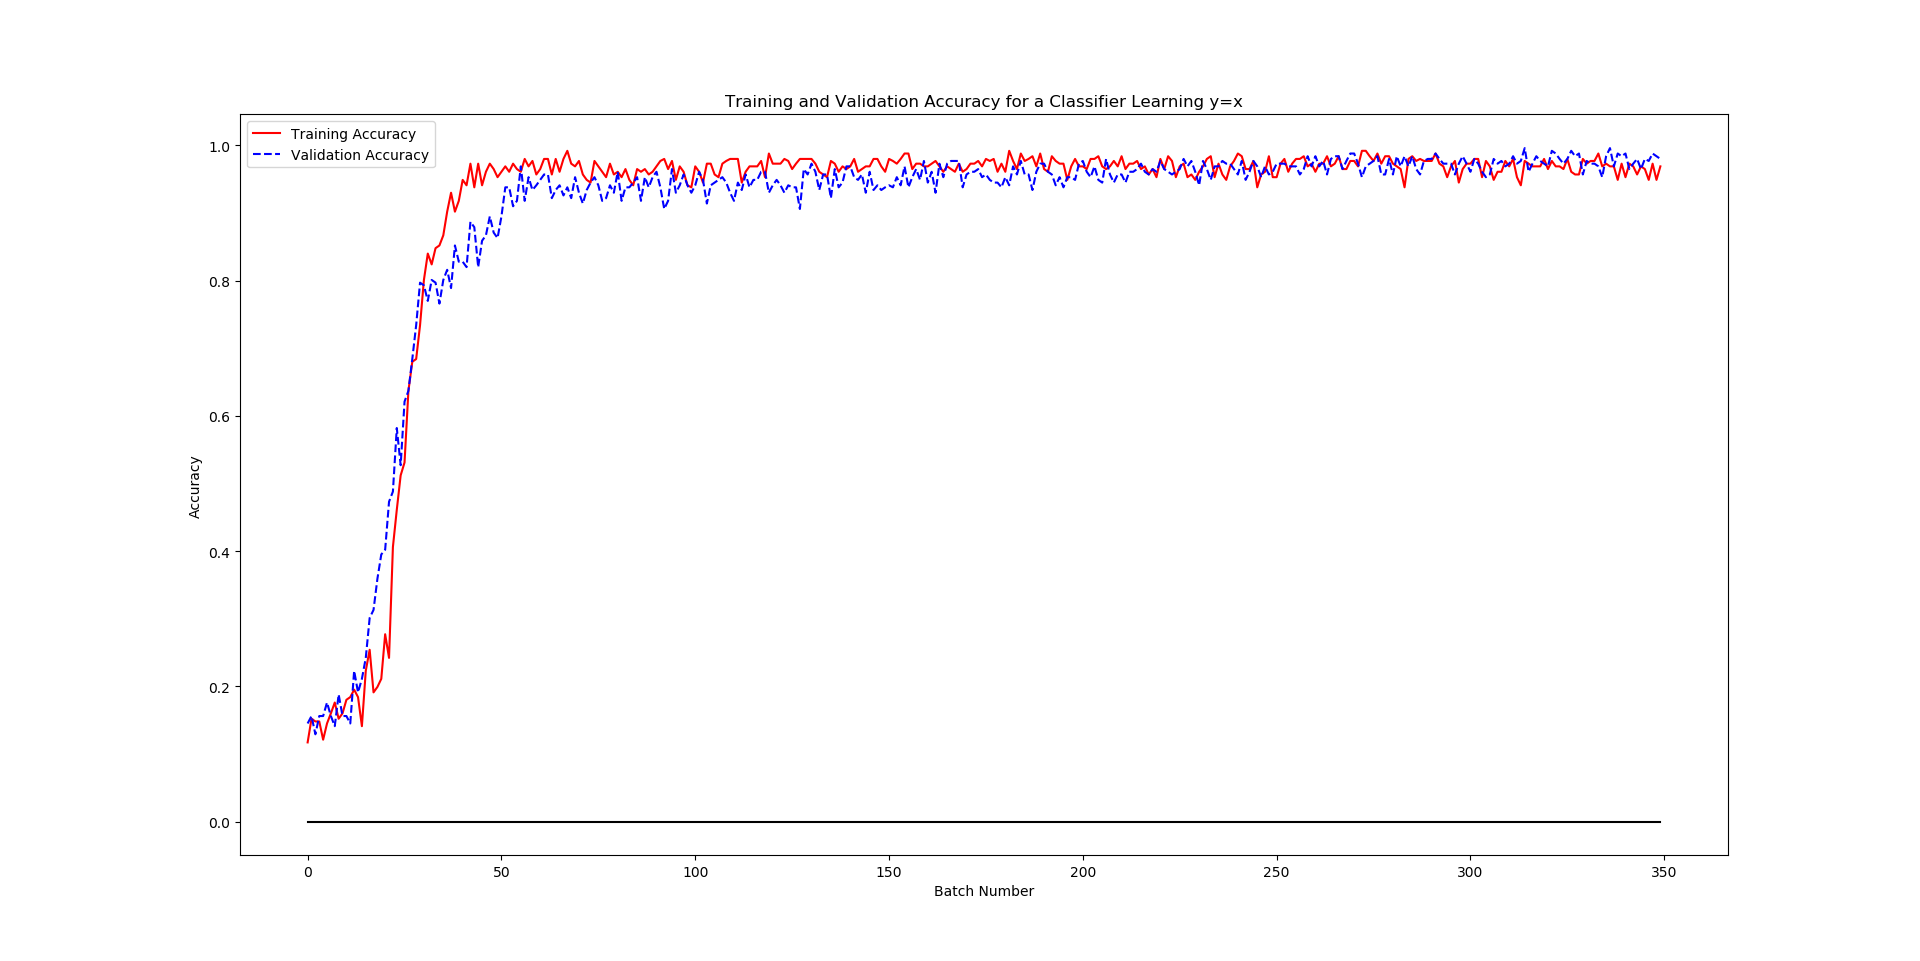 Training and Validation Accuracy for a Classifier Learning y=x
Training Accuracy
Validation Accuracy
1.0
0.8
0.6
0.4
0.2
0.0
Accuracy
0 50 100 150 200 250 300 350
Batch Number